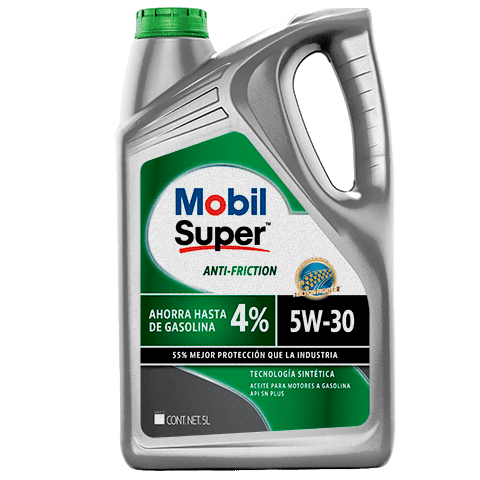 Mobil
Super™
ANTI-FRICTION
AHORRA HASTA
DE GASOLINA
4%
5W-30
55% MEJOR PROTECCIÓN QUE LA INDUSTRIA
TECNOLOGÍA SINTÉTICA
ACEITE PARA MOTORES A GASOLINA
API SN PLUS
CONT. NET. 5L